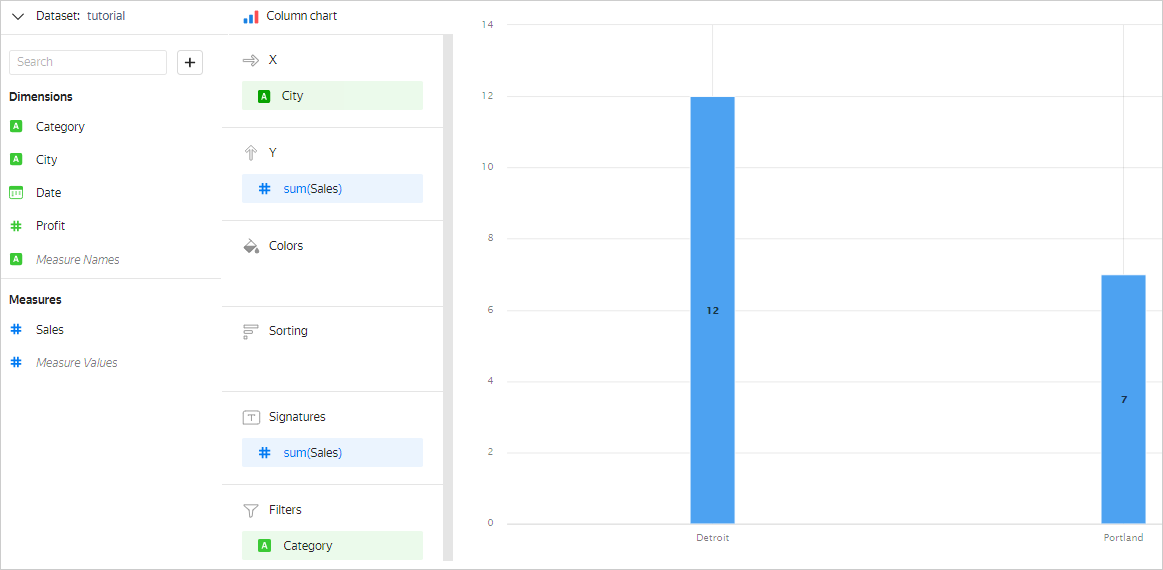 Dataset: tutorial
Search
+
Dimensions
A Category
A City
Date
# Profit
A Measure Names
Measures
# Sales
# Measure Values
Column chart
X
A City
Y
# sum(Sales)
Colors
Sorting
T Signatures
# sum(Sales)
Filters
A Category
14
12
10
8
6
4
2
0
12
7
Detroit
Portland